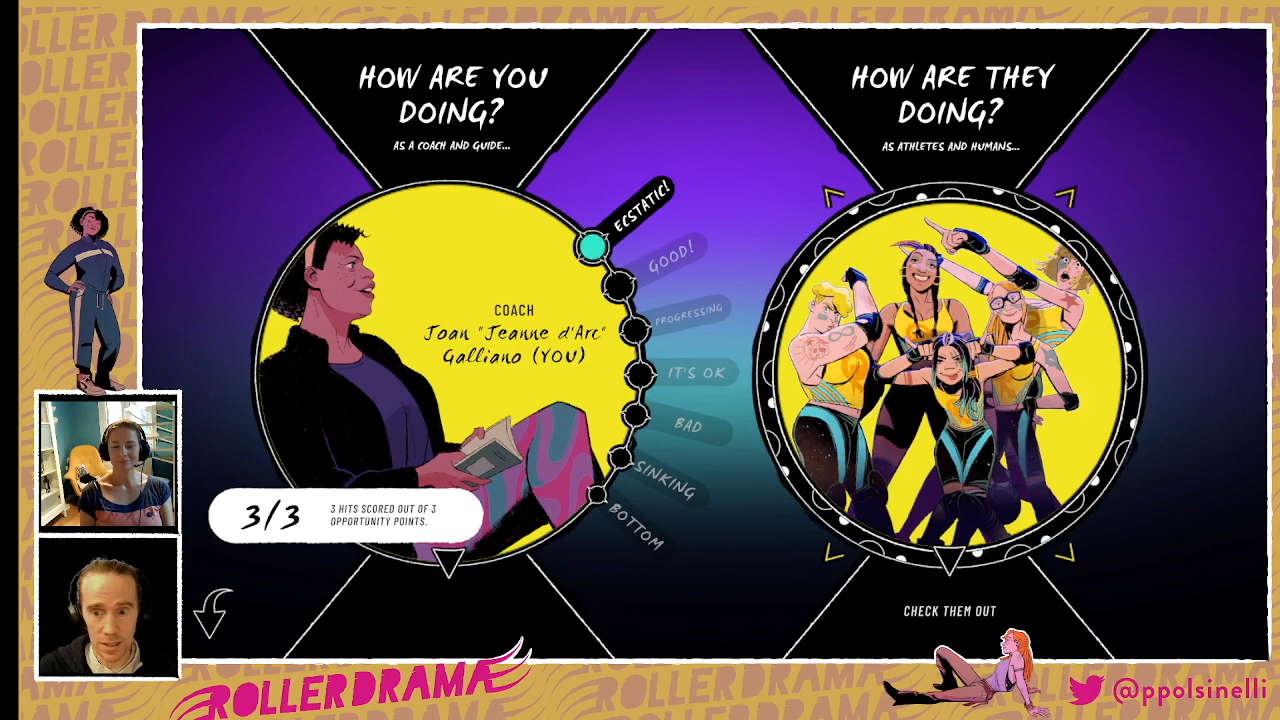 HOW ARE YOU
DOING?
AS A COACH AND GUIDE...
ECSTATIC!
GOOD!
PROGRESSING
IT'S OK
BAD
SINKING
BOTTOM
COACH
Joan "Jeanne d'Arc"
Galliano (YOU)
3/3
3 HITS SCORED OUT OF 3
OPPORTUNITY POINTS.
HOW ARE THEY
DOING?
AS ATHLETES AND HUMANS...
CHECK THEM OUT
ROLLERDRAMA
@ppolsinelli